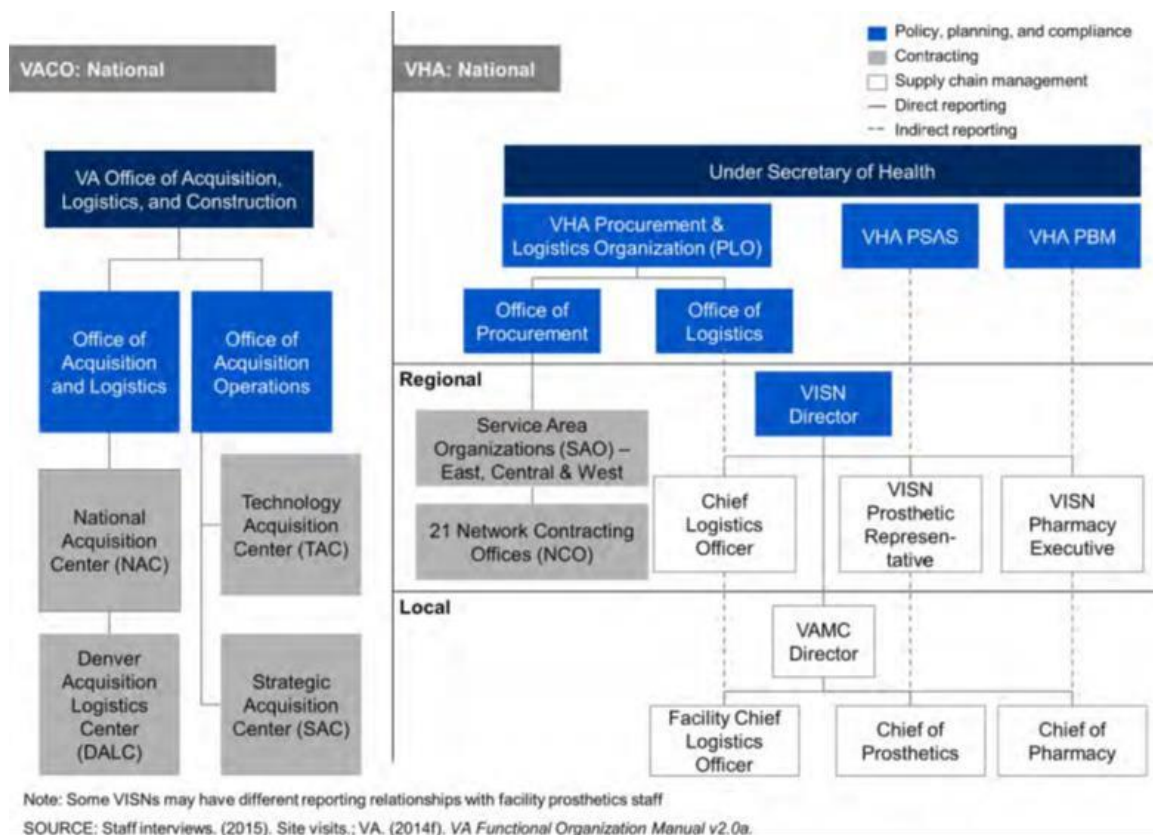 VACO: National
VHA: National
Policy, planning, and compliance
Contracting
Supply chain management
Direct reporting
Indirect reporting
VA Office of Acquisition,
Logistics, and Construction
Office of
Acquisition
and Logistics
Office of
Acquisition
Operations
National
Acquisition
Center (NAC)
Technology
Acquisition
Center (TAC)
Denver
Acquisition
Logistics
Center
(DALC)
Strategic
Acquisition
Center (SAC)
Under Secretary of Health
VHA Procurement &
Logistics Organization (PLO)
VHA PSAS
VHA PBM
Office of
Procurement
Office of
Logistics
Regional
VISN
Director
Service Area
Organizations (SAO) –
East, Central & West
21 Network Contracting
Offices (NCO)
Chief
Logistics
Officer
VISN
Prosthetic
Represen-
tative
VISN
Pharmacy
Executive
Local
VAMC
Director
Facility Chief
Logistics
Officer
Chief of
Prosthetics
Chief of
Pharmacy
Note: Some VISNs may have different reporting relationships with facility prosthetics staff
SOURCE: Staff interviews. (2015). Site visits.; VA. (2014f). VA Functional Organization Manual v2.0a.